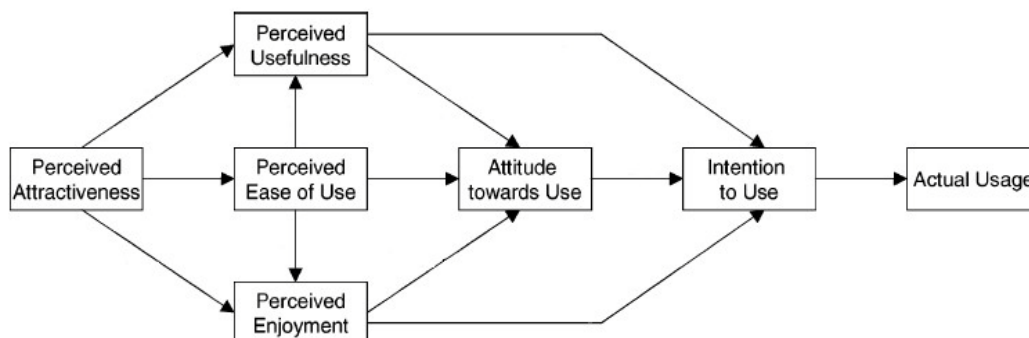 Perceived
Usefulness
Perceived
Attractiveness
Perceived
Ease of Use
Attitude
towards Use
Intention
to Use
Actual Usage
Perceived
Enjoyment